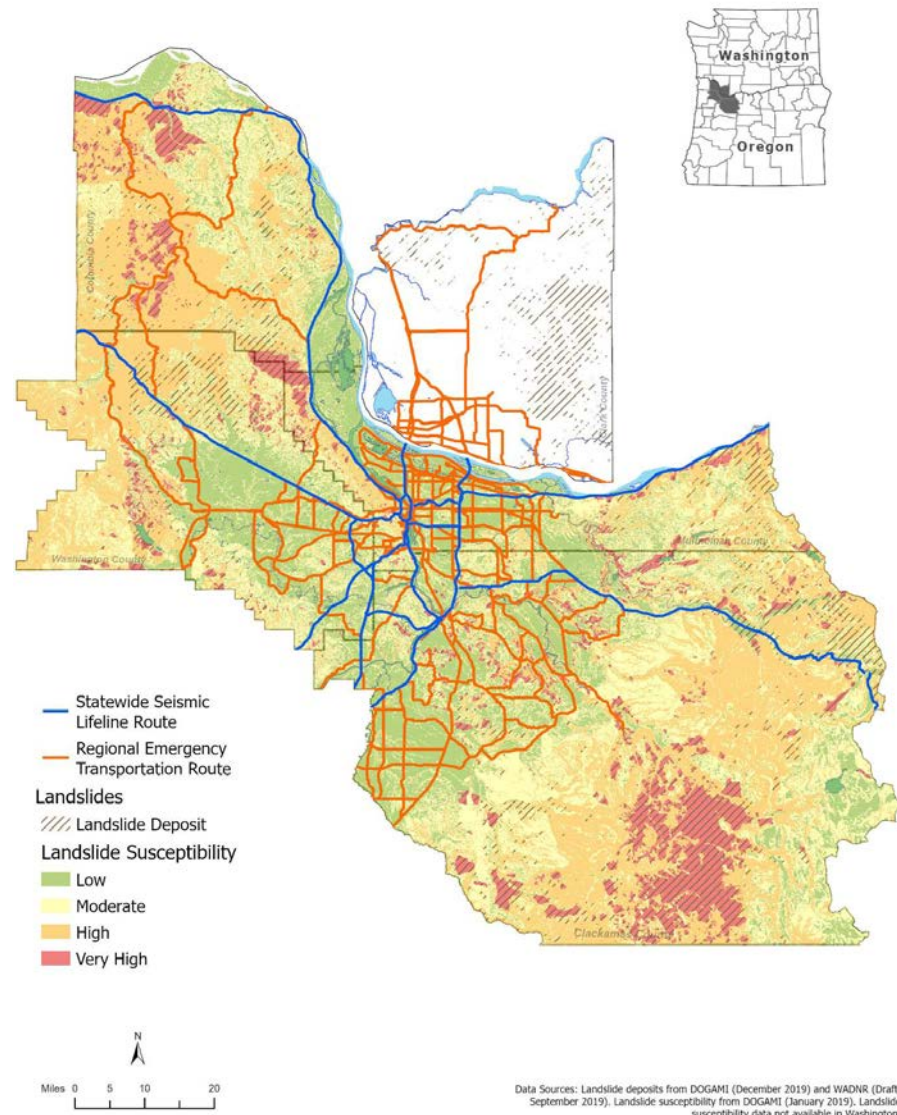 Washington
Oregon
Columbia County
Clark County
Washington County
Multnomah County
Clackamas County
Statewide Seismic
Lifeline Route
Regional Emergency
Transportation Route
Landslides
Landslide Deposit
Landslide Susceptibility
Low
Moderate
High
Very High
N
Miles 0 5 10 20
Data Sources: Landslide deposits from DOGAMI (December 2019) and WADNR (Draft
September 2019). Landslide susceptibility from DOGAMI (January 2019). Landslide
susceptibility data not available in Washington